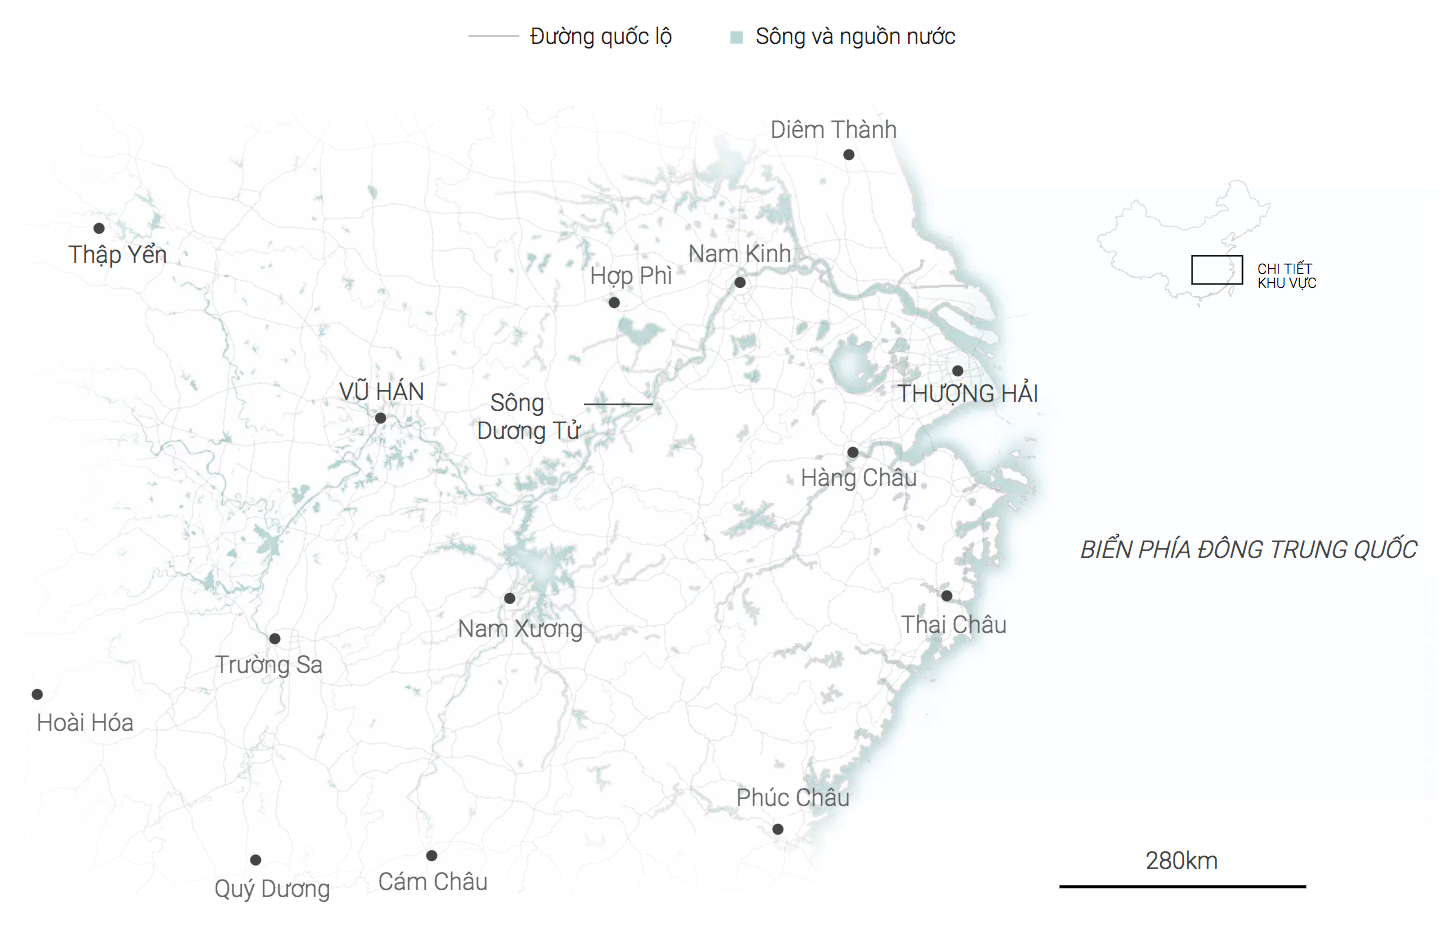 Đường quốc lộ
Sông và nguồn nước
Diêm Thành
Thập Yển
Nam Kinh
Hợp Phì
CHI TIẾT
KHU VỰC
VŨ HÁN
Sông
Dương Tử
THƯỢNG HẢI
Hàng Châu
BIỂN PHÍA ĐÔNG TRUNG QUỐC
Nam Xương
Thai Châu
Trường Sa
Hoài Hóa
Phúc Châu
280km
Quý Dương
Cám Châu